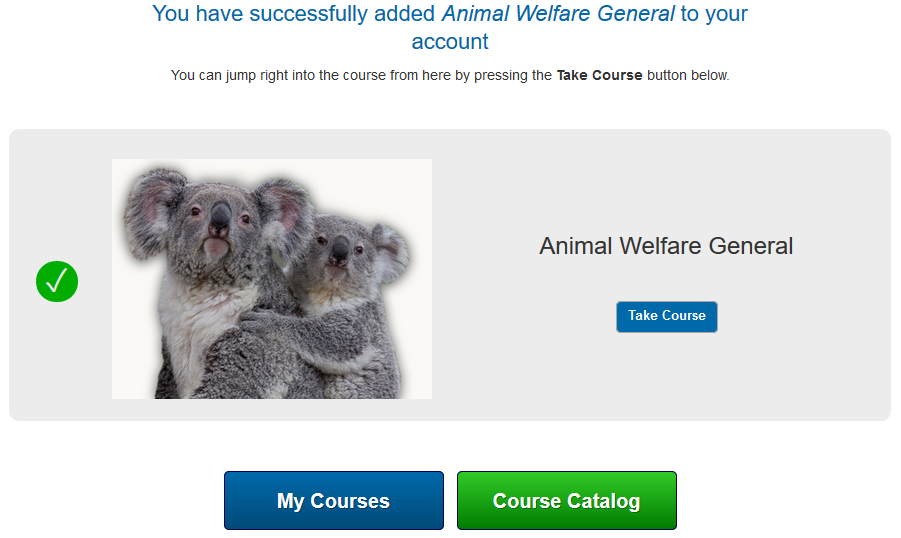 You have successfully added Animal Welfare General to your
account
You can jump right into the course from here by pressing the Take Course button below.
Animal Welfare General
Take Course
My Courses
Course Catalog